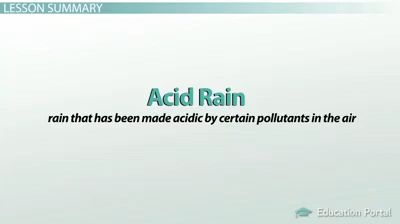 LESSON SUMMARY
Acid Rain
rain that has been made acidic by certain pollutants in the air
Education Portal